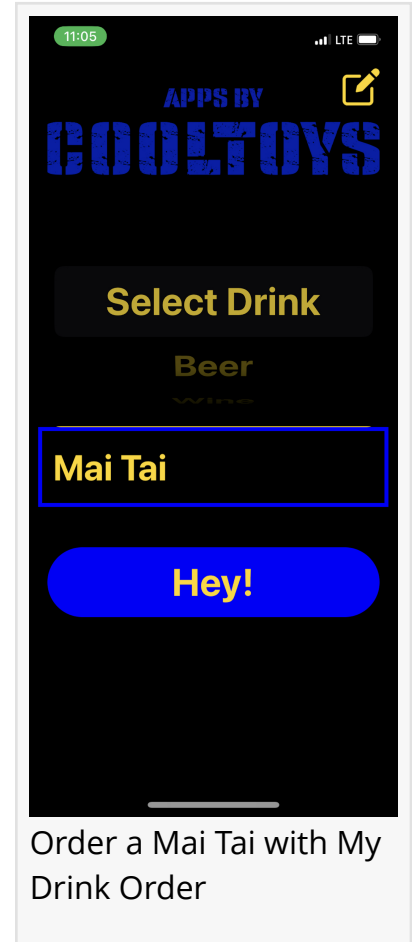 11:05
LTE
APPS BY
COOLTOYS
Select Drink
Beer
Wine
Mai Tai
Hey!
Order a Mai Tai with My
Drink Order